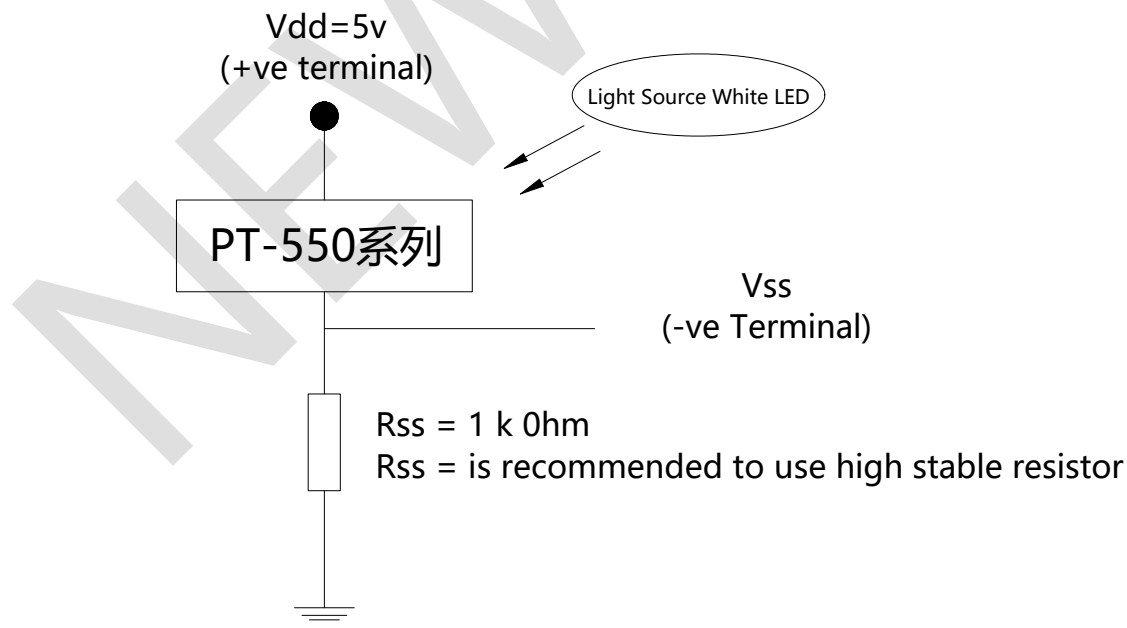 Vdd=5v
(+ve terminal)
Light Source White LED
PT-550系列
Vss
(-ve Terminal)
Rss = 1 k 0hm
Rss = is recommended to use high stable resistor
NEW